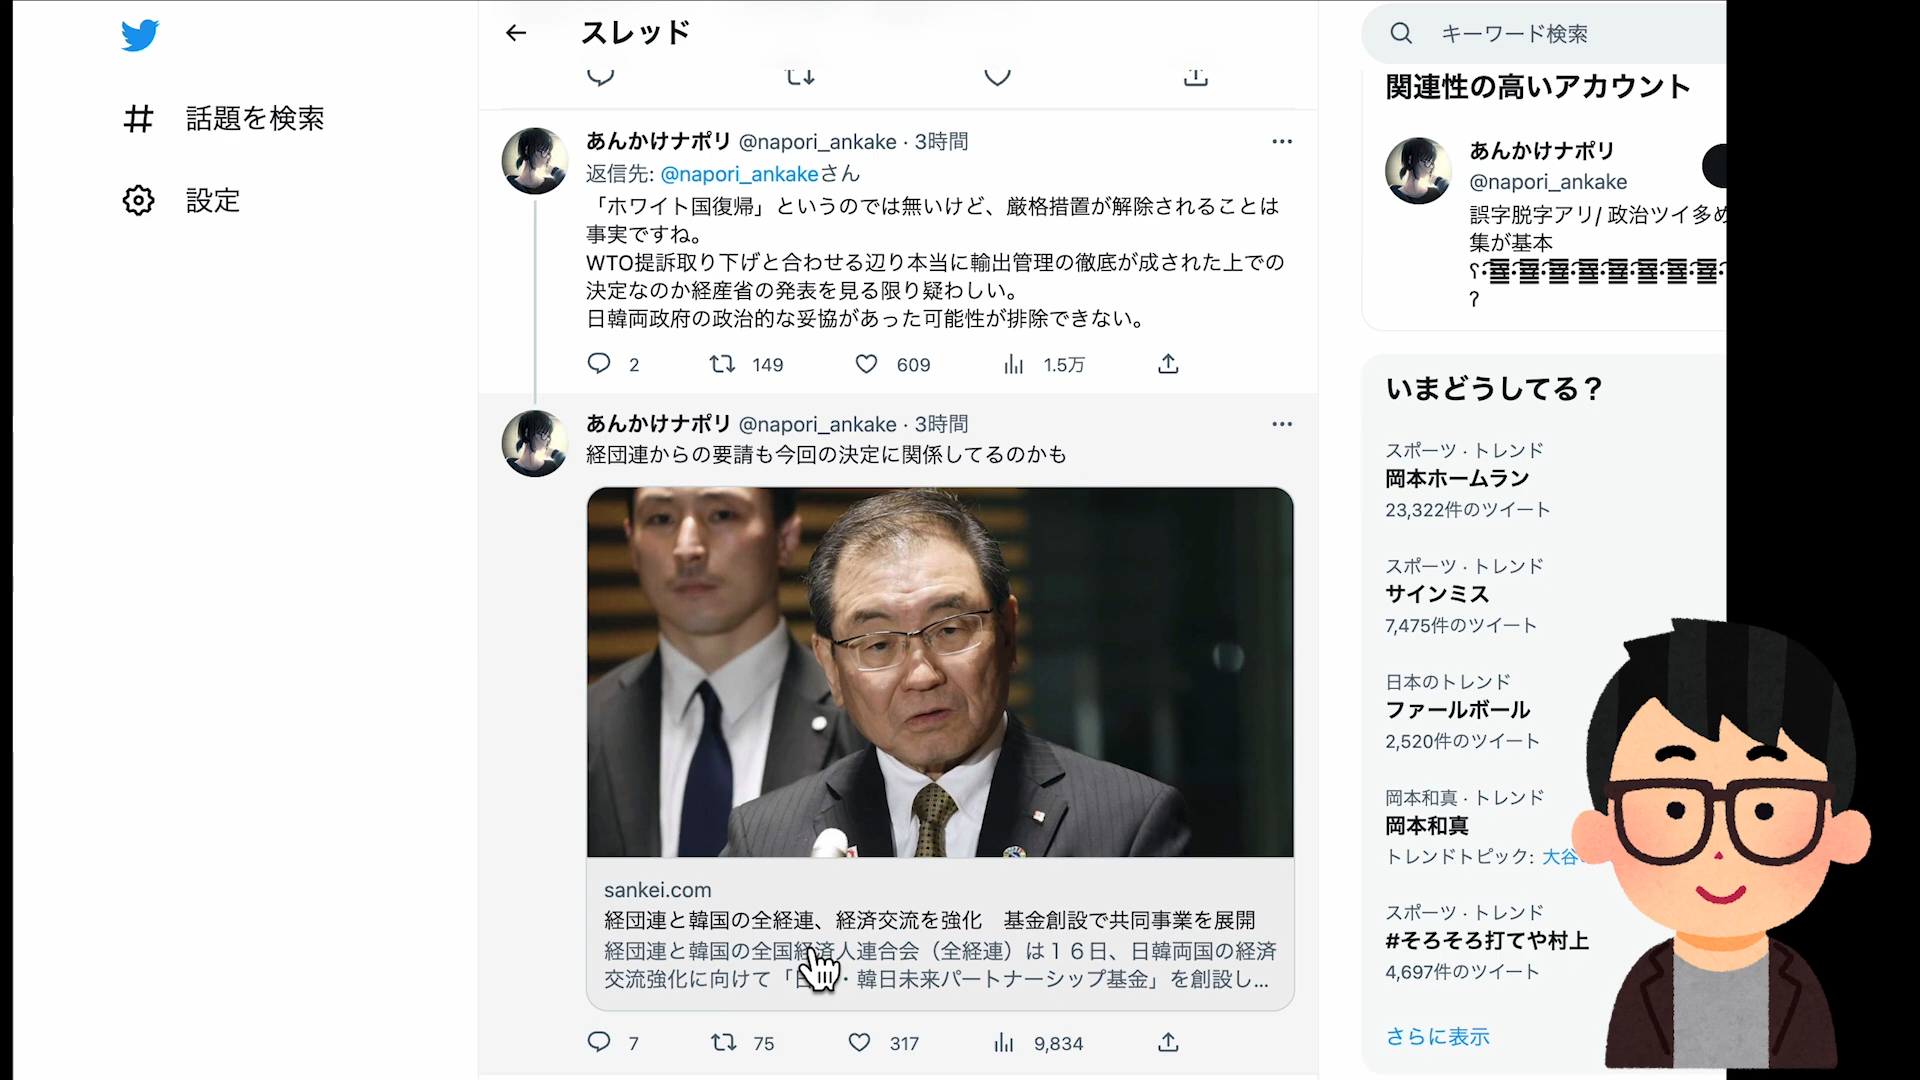 話題を検索
設定
スレッド
あんかけナポリ @napori_ankake · 3時間
返信先: @napori_ankakeさん
「ホワイト国復帰」というのでは無いけど、厳格措置が解除されることは
事実ですね。
WTO提訴取り下げと合わせる辺り本当に輸出管理の徹底が成された上での
決定なのか経産省の発表を見る限り疑わしい。
日韓両政府の政治的な妥協があった可能性が排除できない。
2 149 609 1.5万
あんかけナポリ @napori_ankake · 3時間
経団連からの要請も今回の決定に関係してるのかも
sankei.com
経団連と韓国の全経連、経済交流を強化　基金創設で共同事業を展開
経団連と韓国の全国経済人連合会（全経連）は１６日、日韓両国の経済
交流強化に向けて「日・韓日未来パートナーシップ基金」を創設し...
7 75 317 9,834
キーワード検索
関連性の高いアカウント
あんかけナポリ
@napori_ankake
誤字脱字アリ/ 政治ツイ多め
集が基本
?
いまどうしてる？
スポーツ · トレンド
岡本ホームラン
23,322件のツイート
スポーツ · トレンド
サインミス
7,475件のツイート
日本のトレンド
ファールボール
2,520件のツイート
岡本和真 · トレンド
岡本和真
トレンドトピック: 大谷
スポーツ · トレンド
#そろそろ打てや村上
4,697件のツイート
さらに表示